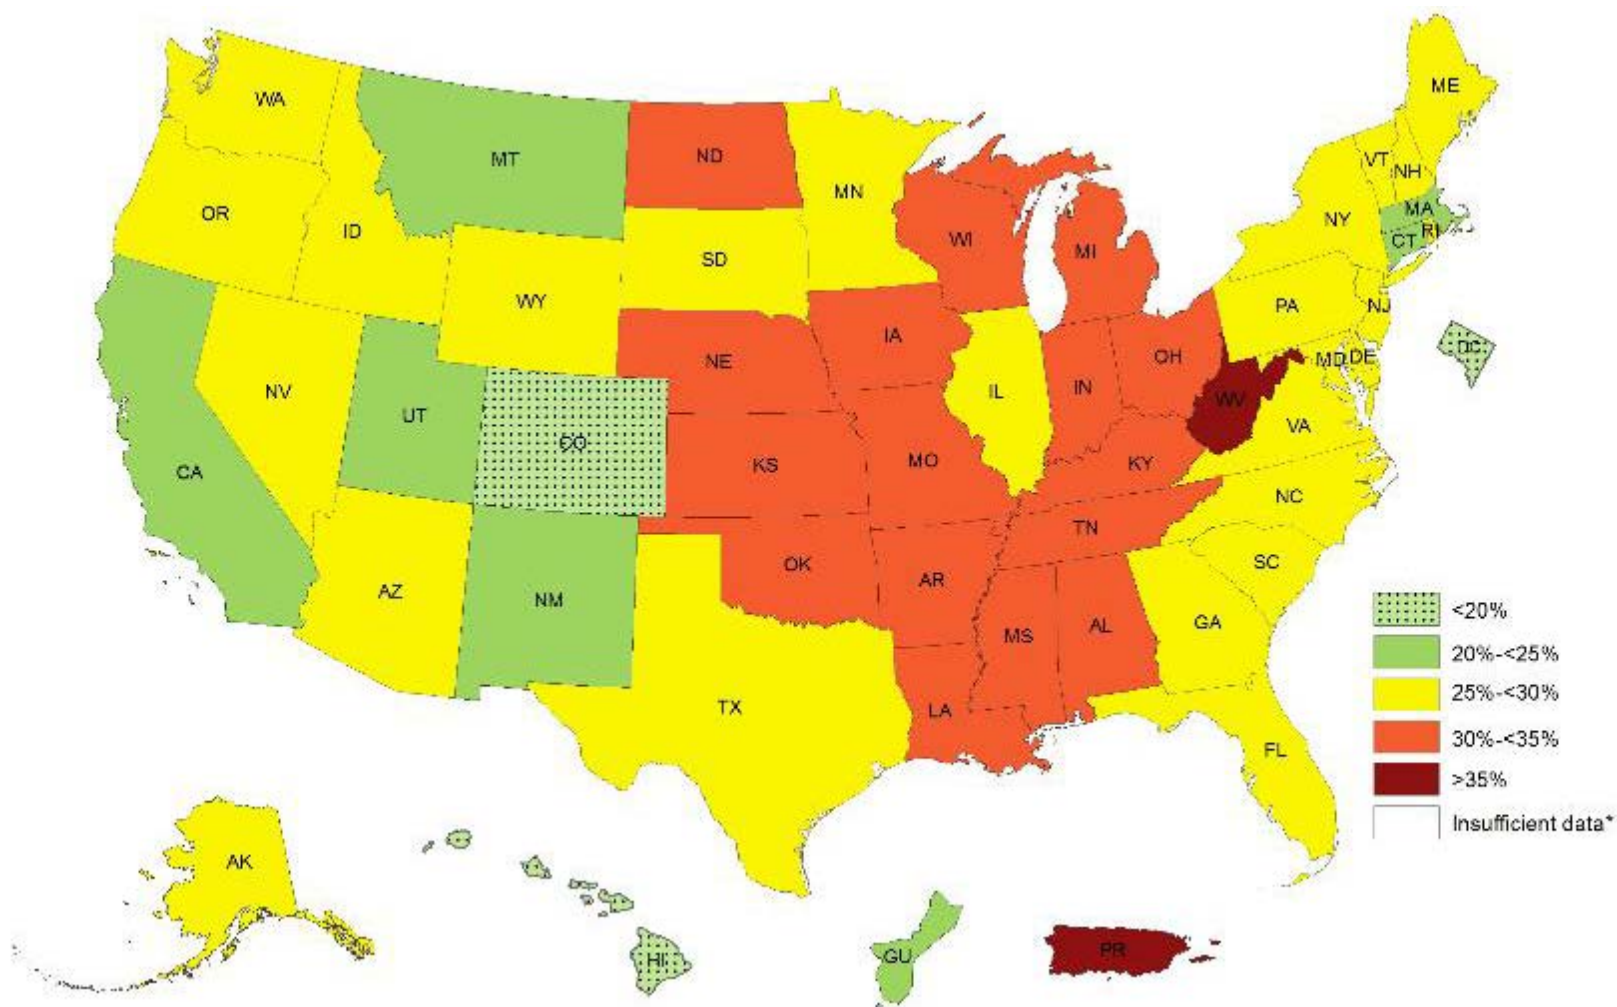 WA
MT
ND
MN
ME
VT
NH
OR
ID
SD
WI
MI
NY
MA
CT
RI
WY
NE
IA
PA
NJ
NV
UT
CO
IL
IN
OH
WV
MD
DE
DC
CA
KS
MO
KY
VA
AZ
NM
OK
AR
TN
NC
SC
MS
AL
GA
TX
LA
FL
AK
HI
GU
PR
<20%
20%-<25%
25%-<30%
30%-<35%
>35%
Insufficient data*